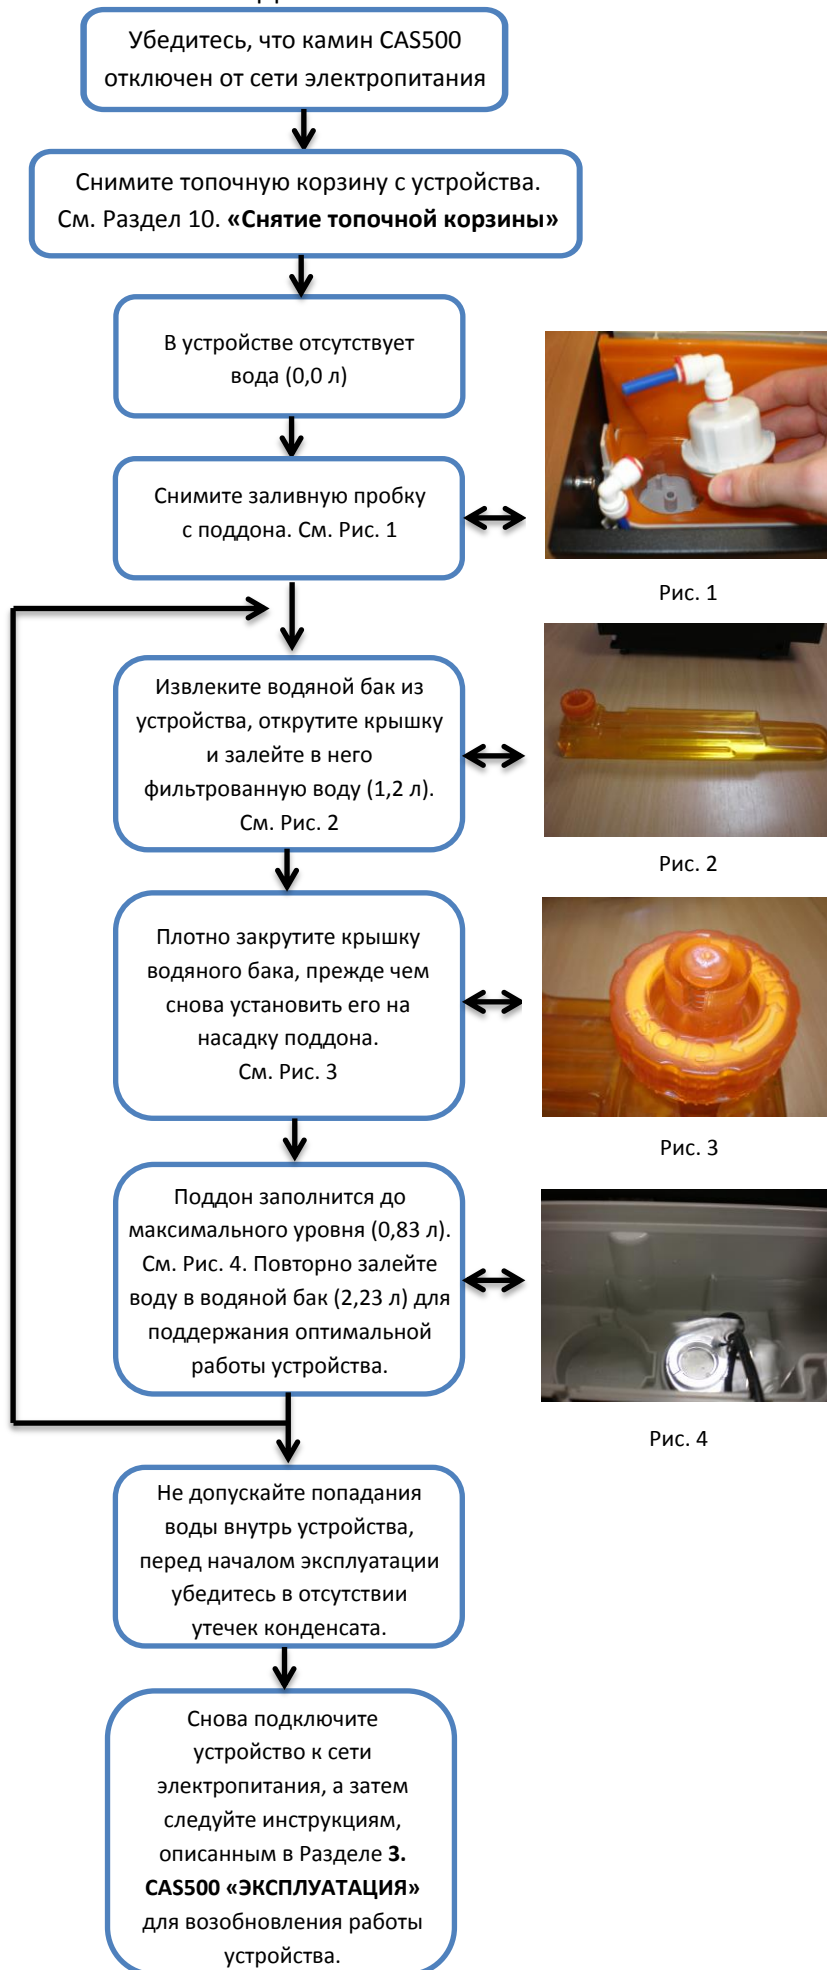 Убедитесь, что камин CAS500
отключен от сети электропитания
Снимите топочную корзину с устройства.
См. Раздел 10. «Снятие топочной корзины»
В устройстве отсутствует
вода (0,0 л)
Снимите заливную пробку
с поддона. См. Рис. 1
Рис. 1
Извлеките водяной бак из
устройства, открутите крышку
и залейте в него
фильтрованную воду (1,2 л).
См. Рис. 2
Рис. 2
Плотно закрутите крышку
водяного бака, прежде чем
снова установить его на
насадку поддона.
См. Рис. 3
CLOSE
Рис. 3
Поддон заполнится до
максимального уровня (0,83 л).
См. Рис. 4. Повторно залейте
воду в водяной бак (2,23 л) для
поддержания оптимальной
работы устройства.
Рис. 4
Не допускайте попадания
воды внутрь устройства,
перед началом эксплуатации
убедитесь в отсутствии
утечек конденсата.
Снова подключите
устройство к сети
электропитания, а затем
следуйте инструкциям,
описанным в Разделе 3.
CAS500 «ЭКСПЛУАТАЦИЯ»
для возобновления работы
устройства.